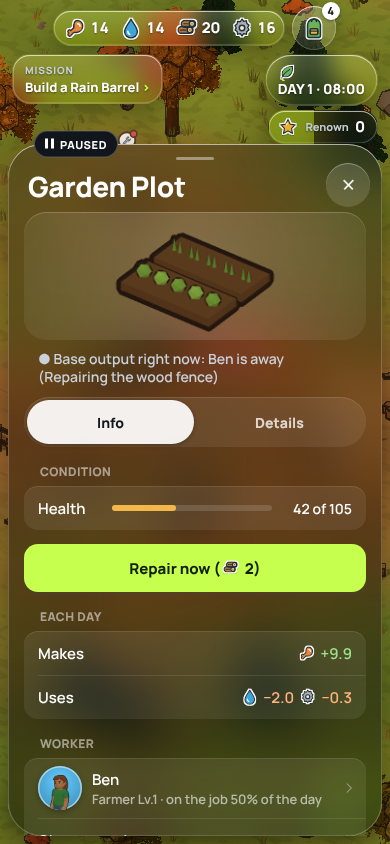 14 14 20 16 4
MISSION
Build a Rain Barrel ›
DAY 1 · 08:00
Renown 0
PAUSED
Garden Plot
Base output right now: Ben is away
(Repairing the wood fence)
Info Details
CONDITION
Health 42 of 105
Repair now ( 2)
EACH DAY
Makes +9.9
Uses −2.0 −0.3
WORKER
Ben
Farmer Lv.1 · on the job 50% of the day